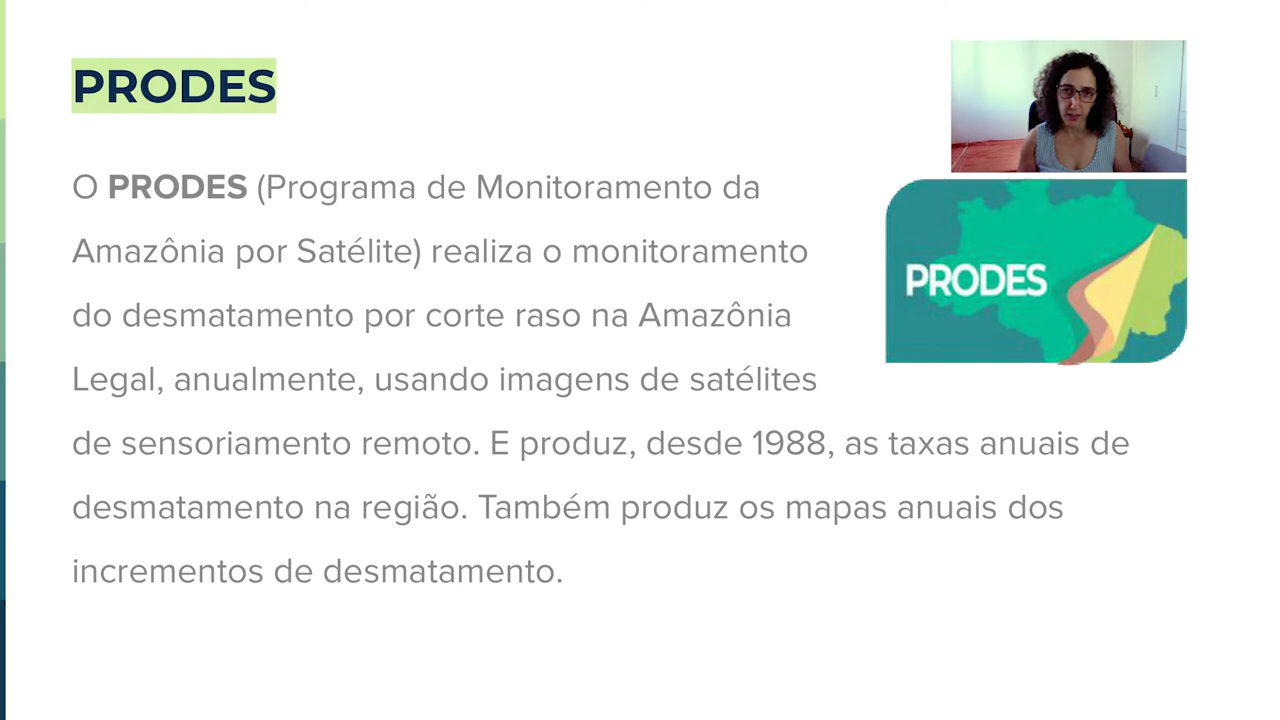 PRODES
O PRODES (Programa de Monitoramento da
Amazônia por Satélite) realiza o monitoramento
do desmatamento por corte raso na Amazônia
Legal, anualmente, usando imagens de satélites
de sensoriamento remoto. E produz, desde 1988, as taxas anuais de
desmatamento na região. Também produz os mapas anuais dos
incrementos de desmatamento.
PRODES